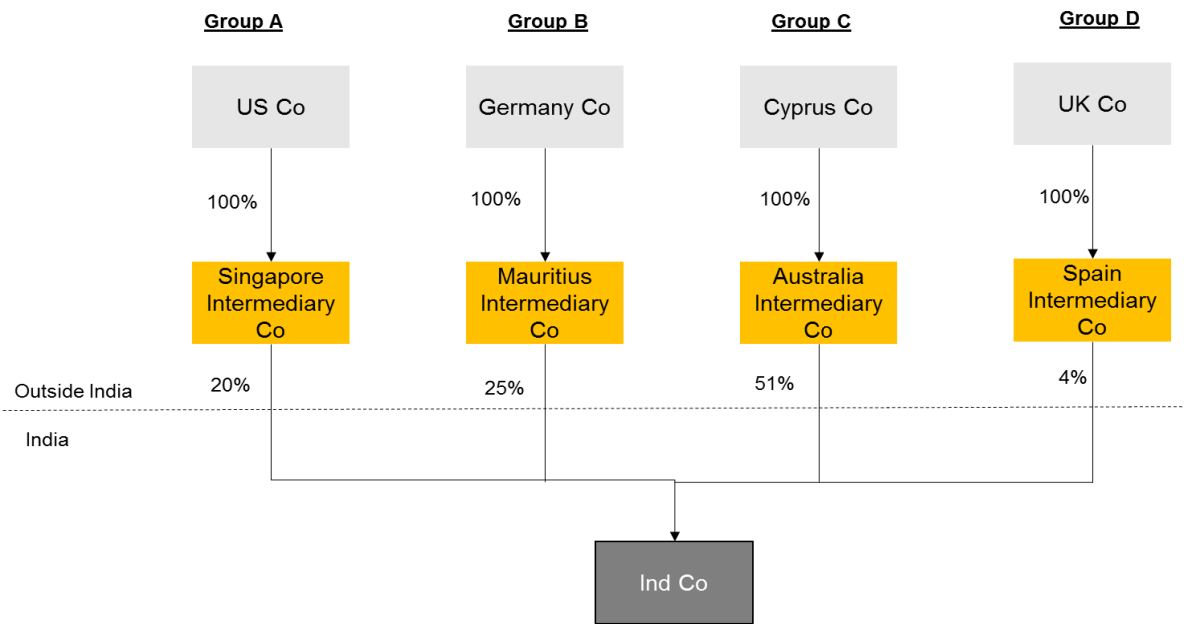 Group A
Group B
Group C
Group D
US Co
Germany Co
Cyprus Co
UK Co
100%
100%
100%
100%
Singapore
Intermediary
Co
Mauritius
Intermediary
Co
Australia
Intermediary
Co
Spain
Intermediary
Co
20%
25%
51%
4%
Outside India
India
Ind Co